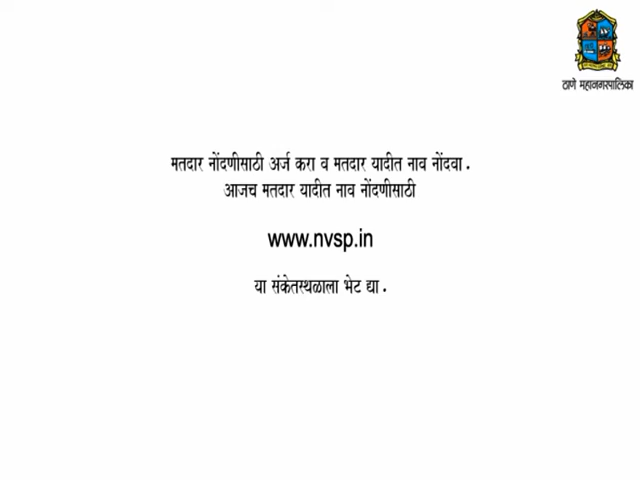 ठाणे महानगरपालिका
मतदार नोंदणीसाठी अर्ज करा व मतदार यादीत नाव नोंदवा.
आजच मतदार यादीत नाव नोंदणीसाठी
www.nvsp.in
या संकेतस्थळाला भेट द्या.